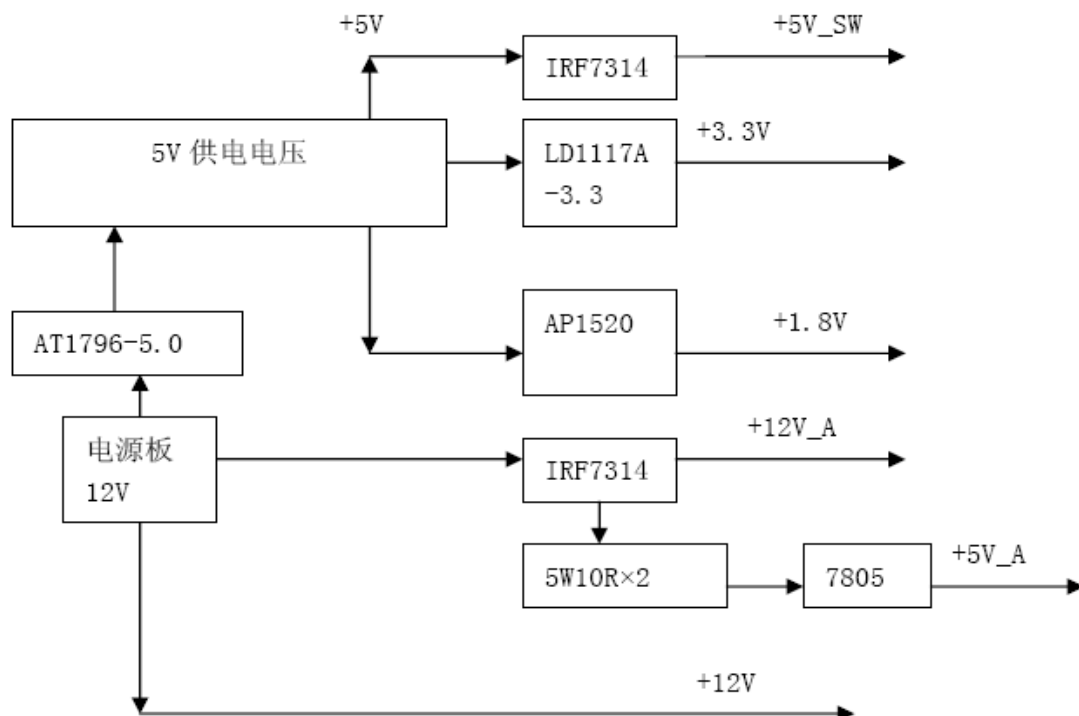 +5V
+5V_SW
IRF7314
5V 供电电压
LD1117A
-3.3
+3.3V
AT1796-5.0
AP1520
+1.8V
电源板
12V
+12V_A
IRF7314
5W10R×2
7805
+5V_A
+12V